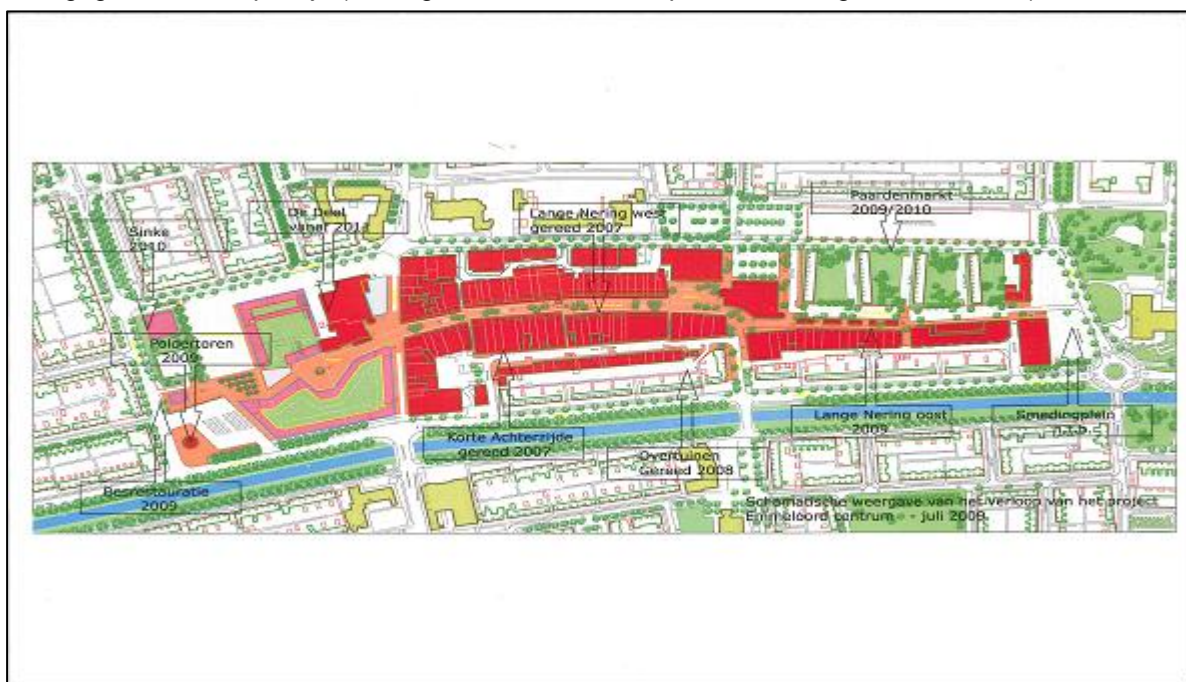 Sinke
2010
De Deel
vanaf 2011
Lange Nering west
gereed 2007
Paardenmarkt
2009/2010
Poldertoren
2009
Korte Achterzijde
gereed 2007
Overtuinen
Gereed 2008
Lange Nering oost
2009
Smedingplein
n.t.b.
Besrestauratie
2009
Schamatische weergave van het verloop van het project
Emmeloord centrum - juli 2009